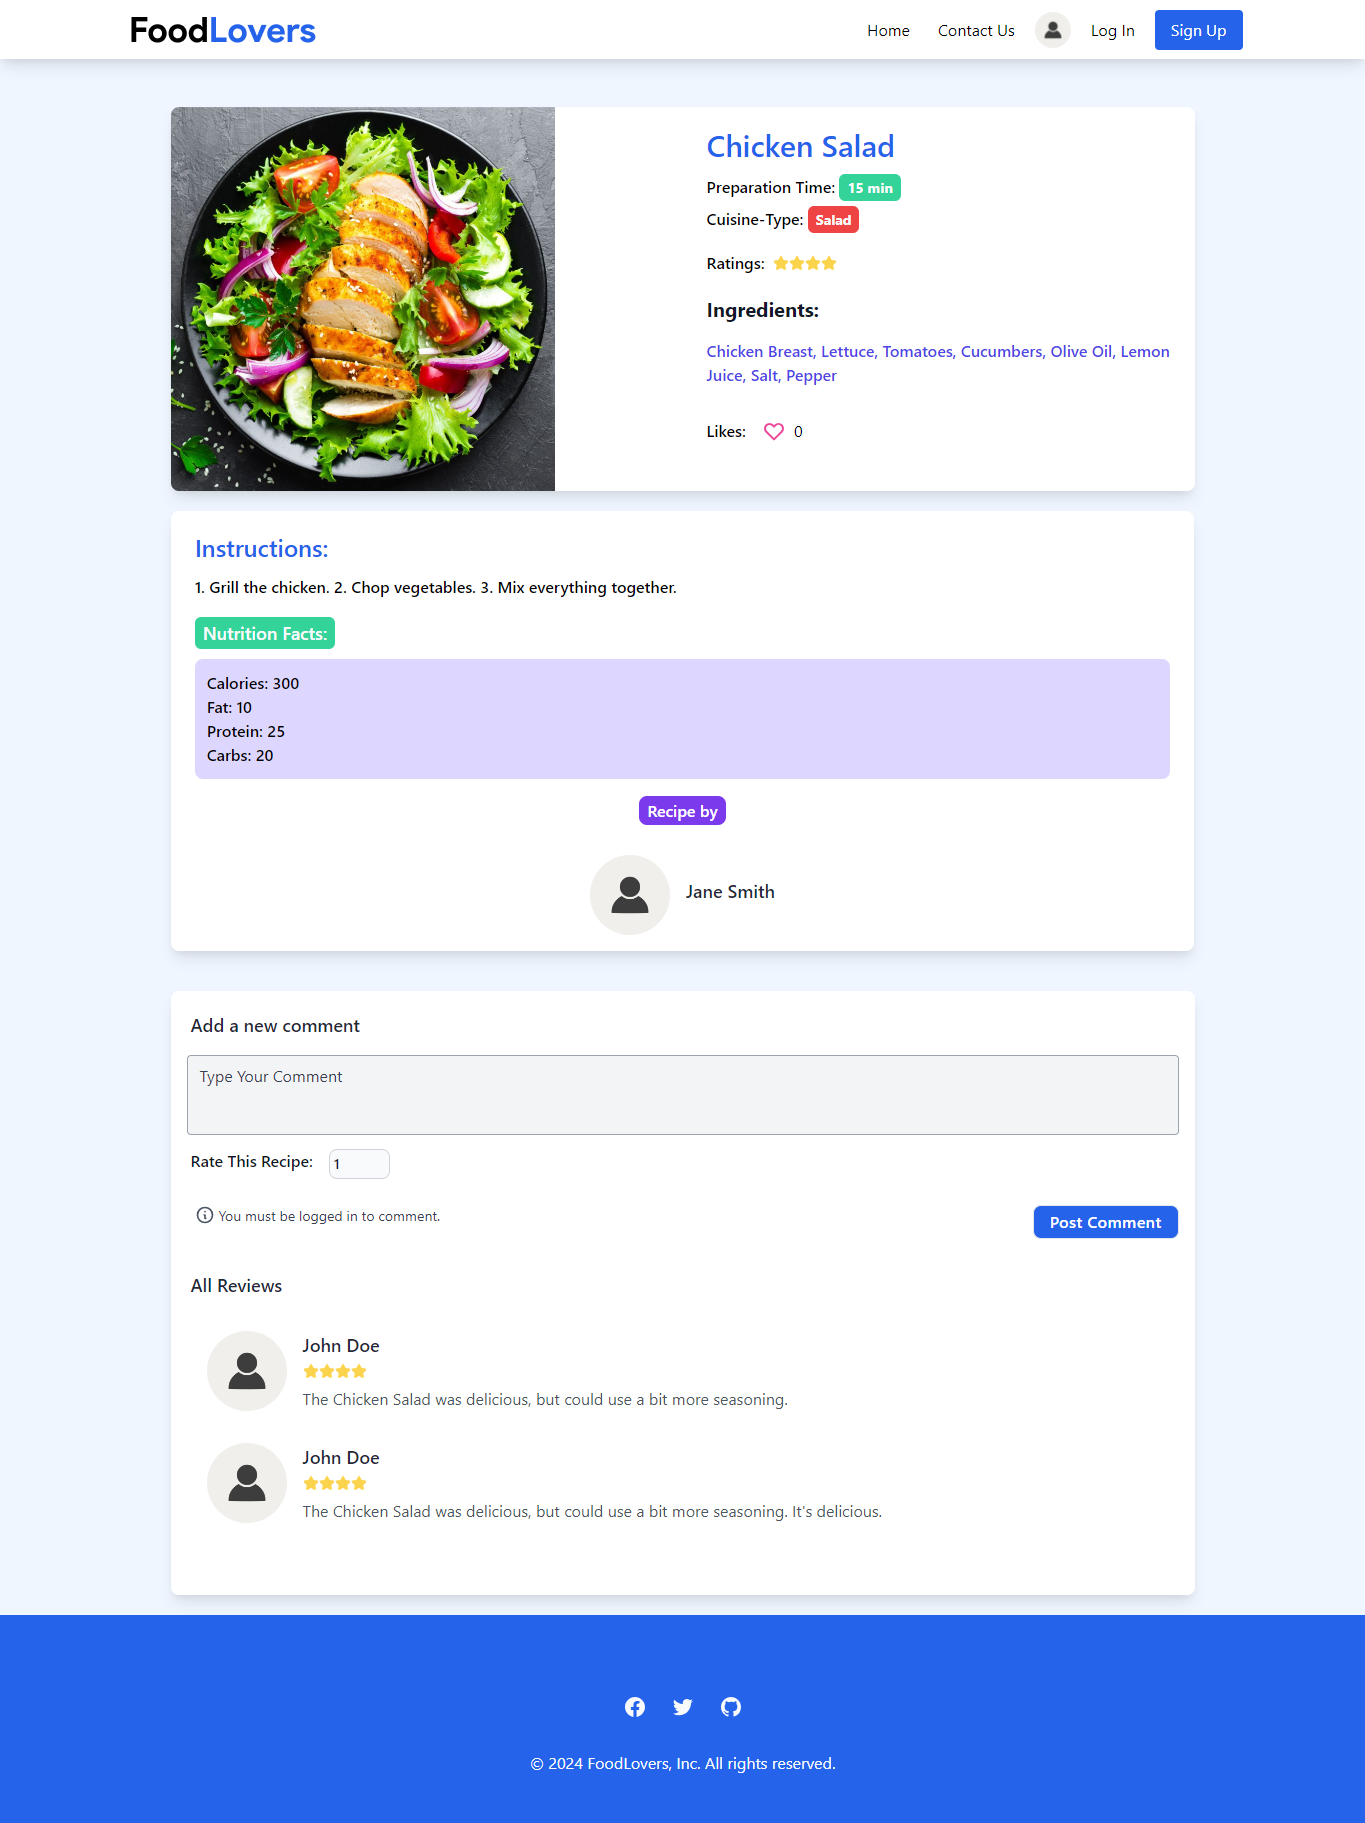 FoodLovers
Home Contact Us Log In Sign Up
Chicken Salad
Preparation Time: 15 min
Cuisine-Type: Salad
Ratings:
Ingredients:
Chicken Breast, Lettuce, Tomatoes, Cucumbers, Olive Oil, Lemon
Juice, Salt, Pepper
Likes: 0
Instructions:
1. Grill the chicken. 2. Chop vegetables. 3. Mix everything together.
Nutrition Facts:
Calories: 300
Fat: 10
Protein: 25
Carbs: 20
Recipe by
Jane Smith
Add a new comment
Type Your Comment
Rate This Recipe: 1
You must be logged in to comment.
Post Comment
All Reviews
John Doe
The Chicken Salad was delicious, but could use a bit more seasoning.
John Doe
The Chicken Salad was delicious, but could use a bit more seasoning. It's delicious.
© 2024 FoodLovers, Inc. All rights reserved.